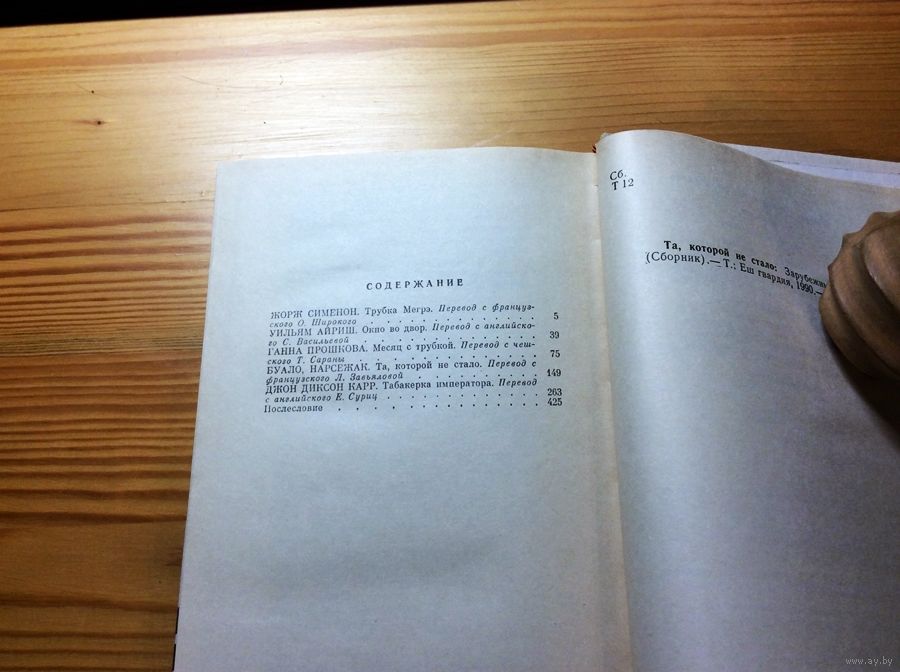 СОДЕРЖАНИЕ
ЖОРЖ СИМЕНОН. Трубка Мегрэ. Перевод с француз-
ского О. Широкого . . . . . . . . . 5
УИЛЬЯМ АЙРИШ. Окно во двор. Перевод с английско-
го С. Васильевой . . . . . . . . . 39
ГАННА ПРОШКОВА. Месяц с трубкой. Перевод с чеш-
ского Т. Сараны . . . . . . . . . 75
БУАЛО, НАРСЕЖАК. Та, которой не стало. Перевод с
французского Л. Завьяловой . . . . . . 149
ДЖОН ДИКСОН КАРР. Табакерка императора. Перевод
с английского Е. Суриц . . . . . . . 263
Послесловие . . . . . . . . . . 425
Сб.
Т 12
Та, которой не стало: Зарубежн
(Сборник).—Т.: Еш гвардия, 1990.—
www.ay.by